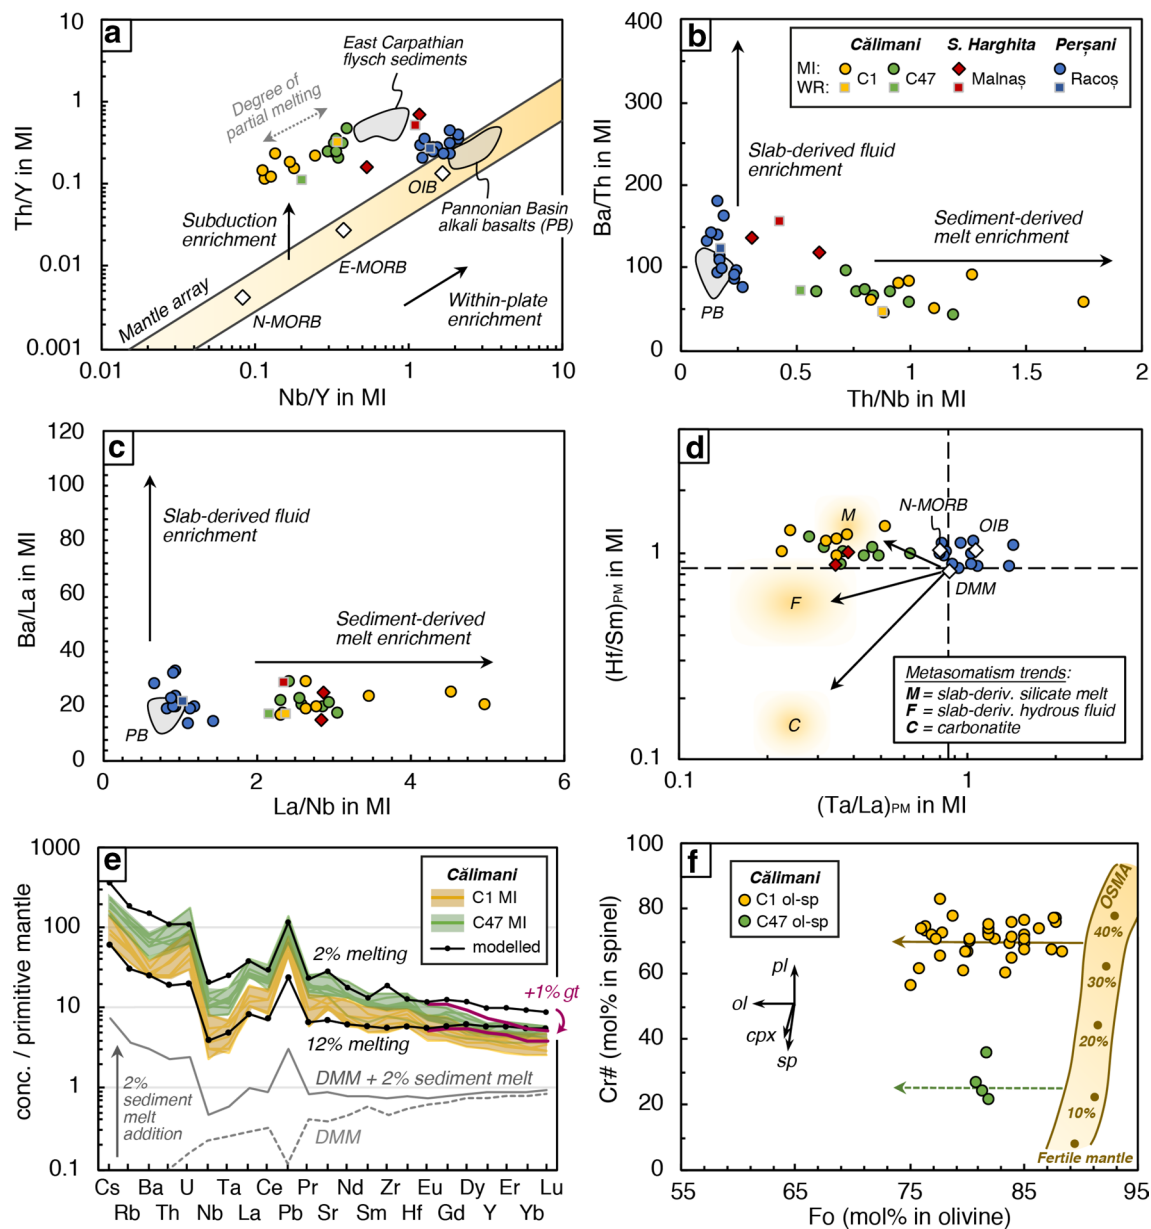 a
10
1
0.1
0.01
0.001
Th/Y in MI
0.01
0.1
1
10
Nb/Y in MI
East Carpathian
flysch sediments
Degree of
partial melting
OIB
Pannonian Basin
alkali basalts (PB)
Subduction
enrichment
E-MORB
Mantle array
N-MORB
Within-plate
enrichment
b
400
300
200
150
100
0
Ba/Th in MI
0
0.5
1
1.5
2
Th/Nb in MI
Călimani S. Harghita Perșani
MI: C1 C47 Malnaș Racoș
WR:
Slab-derived fluid
enrichment
Sediment-derived
melt enrichment
PB
c
120
100
80
60
40
20
0
Ba/La in MI
0
2
4
6
La/Nb in MI
Slab-derived fluid
enrichment
Sediment-derived
melt enrichment
PB
d
1
0.1
(Hf/Sm)PM in MI
0.1
1
(Ta/La)PM in MI
N-MORB
M
OIB
DMM
F
C
Metasomatism trends:
M = slab-deriv. silicate melt
F = slab-deriv. hydrous fluid
C = carbonatite
e
1000
100
10
1
0.1
conc. / primitive mantle
Călimani
C1 MI
C47 MI
modelled
2% melting
+1% gt
12% melting
DMM + 2% sediment melt
2%
sediment
melt
addition
DMM
Cs Ba U Ta Ce Pr Nd Zr Eu Dy Er Lu
Rb Th Nb La Pb Sr Sm Hf Gd Y Yb
f
100
80
60
40
20
0
Cr# (mol% in spinel)
55
65
75
85
95
Fo (mol% in olivine)
Călimani
C1 ol-sp
C47 ol-sp
OSMA
40%
30%
20%
10%
Fertile mantle
pl
ol
cpx
sp